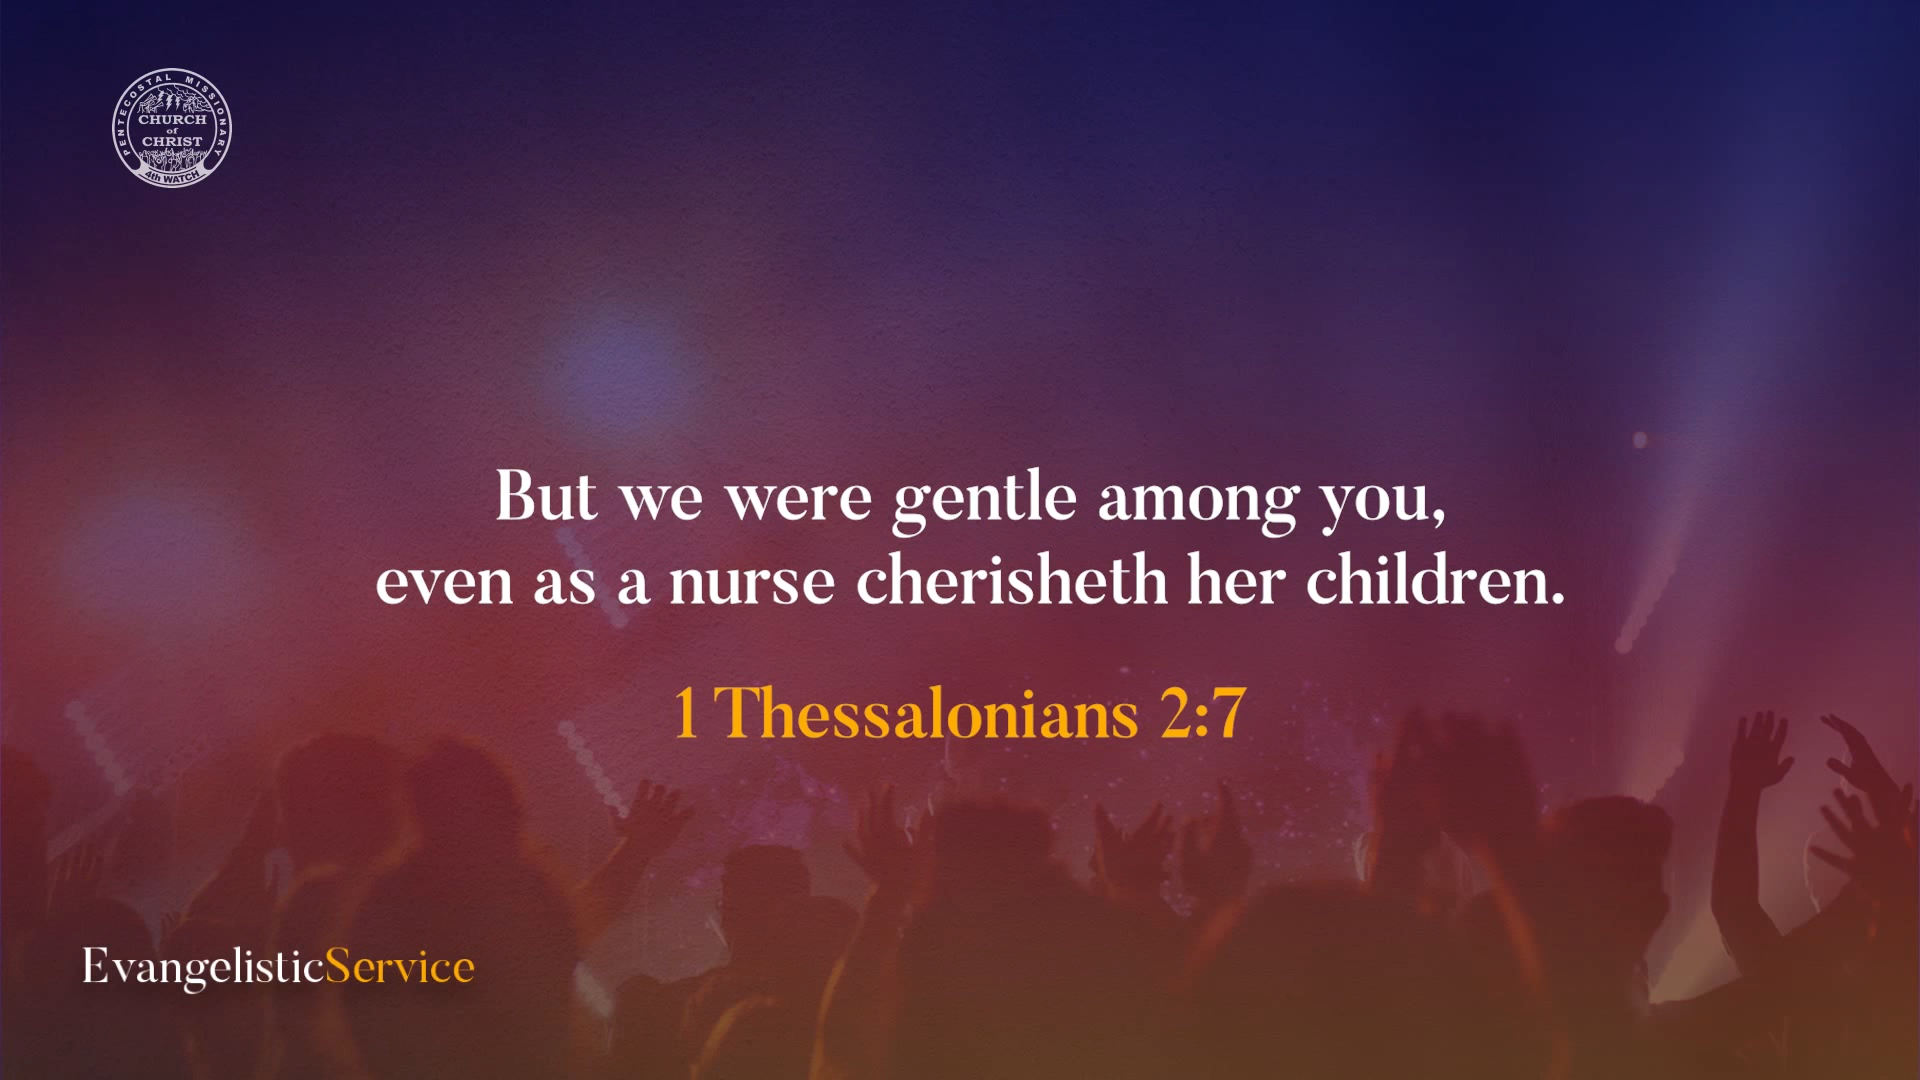 PENTECOSTAL MISSIONARY
CHURCH
of
CHRIST
4th WATCH
But we were gentle among you,
even as a nurse cherisheth her children.
1 Thessalonians 2:7
EvangelisticService